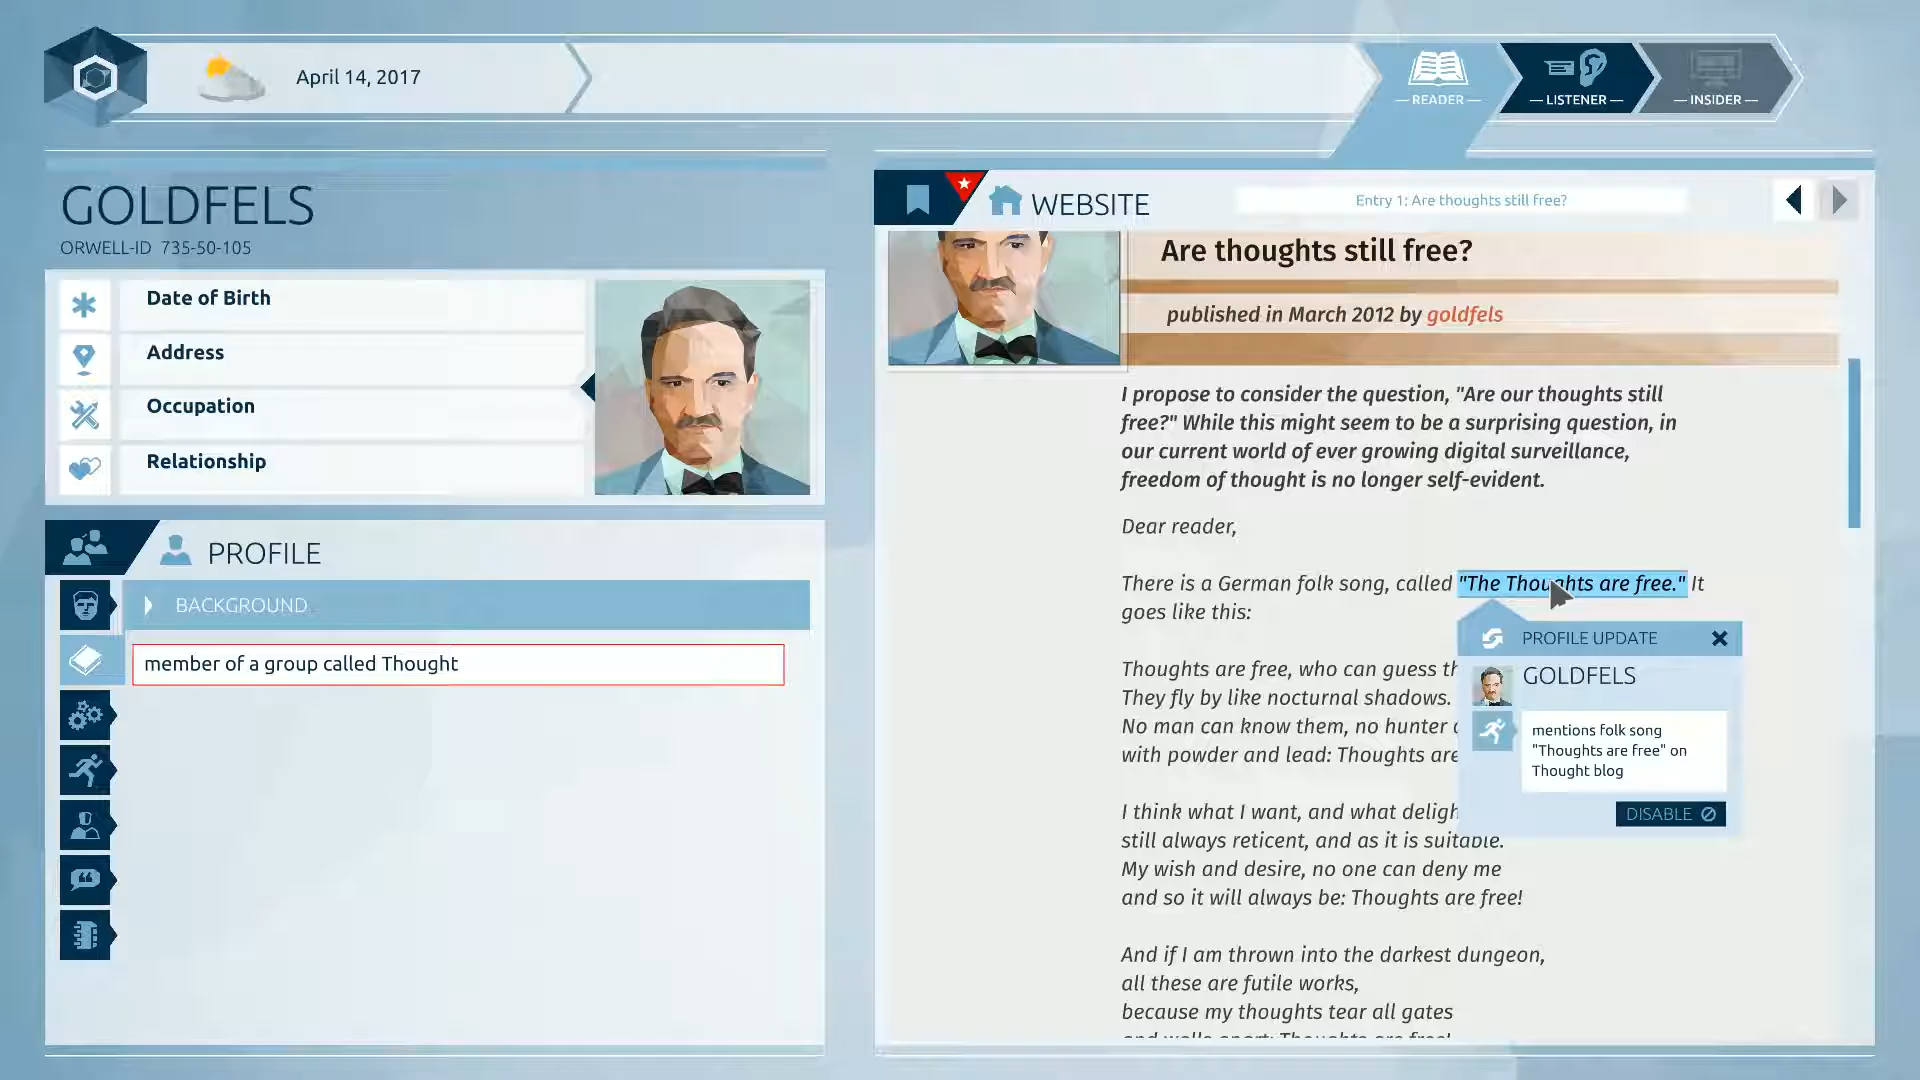 April 14, 2017
READER
LISTENER
INSIDER
GOLDFELS
ORWELL-ID 735-50-105
Date of Birth
Address
Occupation
Relationship
PROFILE
BACKGROUND
member of a group called Thought
WEBSITE
Entry 1: Are thoughts still free?
Are thoughts still free?
published in March 2012 by goldfels
I propose to consider the question, "Are our thoughts still
free?" While this might seem to be a surprising question, in
our current world of ever growing digital surveillance,
freedom of thought is no longer self-evident.
Dear reader,
There is a German folk song, called "The Thoughts are free." It
goes like this:
Thoughts are free, who can guess
They fly by like nocturnal shadows.
No man can know them, no hunter
with powder and lead: Thoughts are
I think what I want, and what
still always reticent, and as it is suitable.
My wish and desire, no one can deny me
and so it will always be: Thoughts are free!
And if I am thrown into the darkest dungeon,
all these are futile works,
because my thoughts tear all gates
and walls apart: Thoughts are free!
PROFILE UPDATE
GOLDFELS
mentions folk song
"Thoughts are free" on
Thought blog
DISABLE